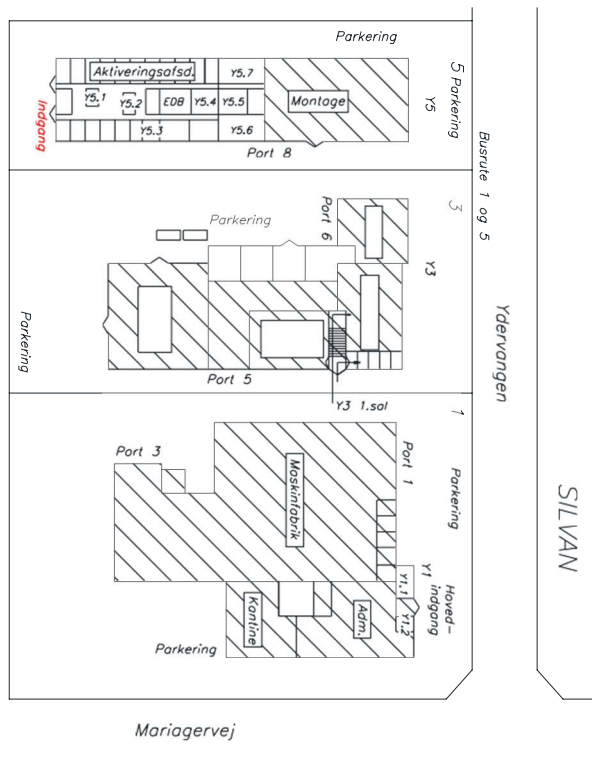 Parkering
5 Parkering
Y5
Aktiveringsafsd.
Y5.7
Y5.1
Y5.2
EDB
Y5.4
Y5.5
Montage
Y5.3
Y5.6
Indgang
Port 8
Busrute 1 og 5
Parkering
Port 6
3
Y3
Ydervangen
Parkering
Port 5
Y3 1.sal
1
Port 3
Port 1
Parkering
Maskinfabrik
SILVAN
Y1
Hoved-
indgang
Y1.1
Y1.2
Adm.
Kantine
Parkering
Mariagervej